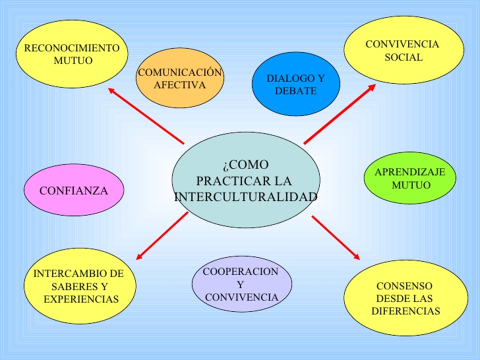 RECONOCIMIENTO
MUTUO
COMUNICACIÓN
AFECTIVA
DIALOGO Y
DEBATE
CONVIVENCIA
SOCIAL
¿COMO
PRACTICAR LA
INTERCULTURALIDAD
CONFIANZA
APRENDIZAJE
MUTUO
INTERCAMBIO DE
SABERES Y
EXPERIENCIAS
COOPERACION
Y
CONVIVENCIA
CONSENSO
DESDE LAS
DIFERENCIAS